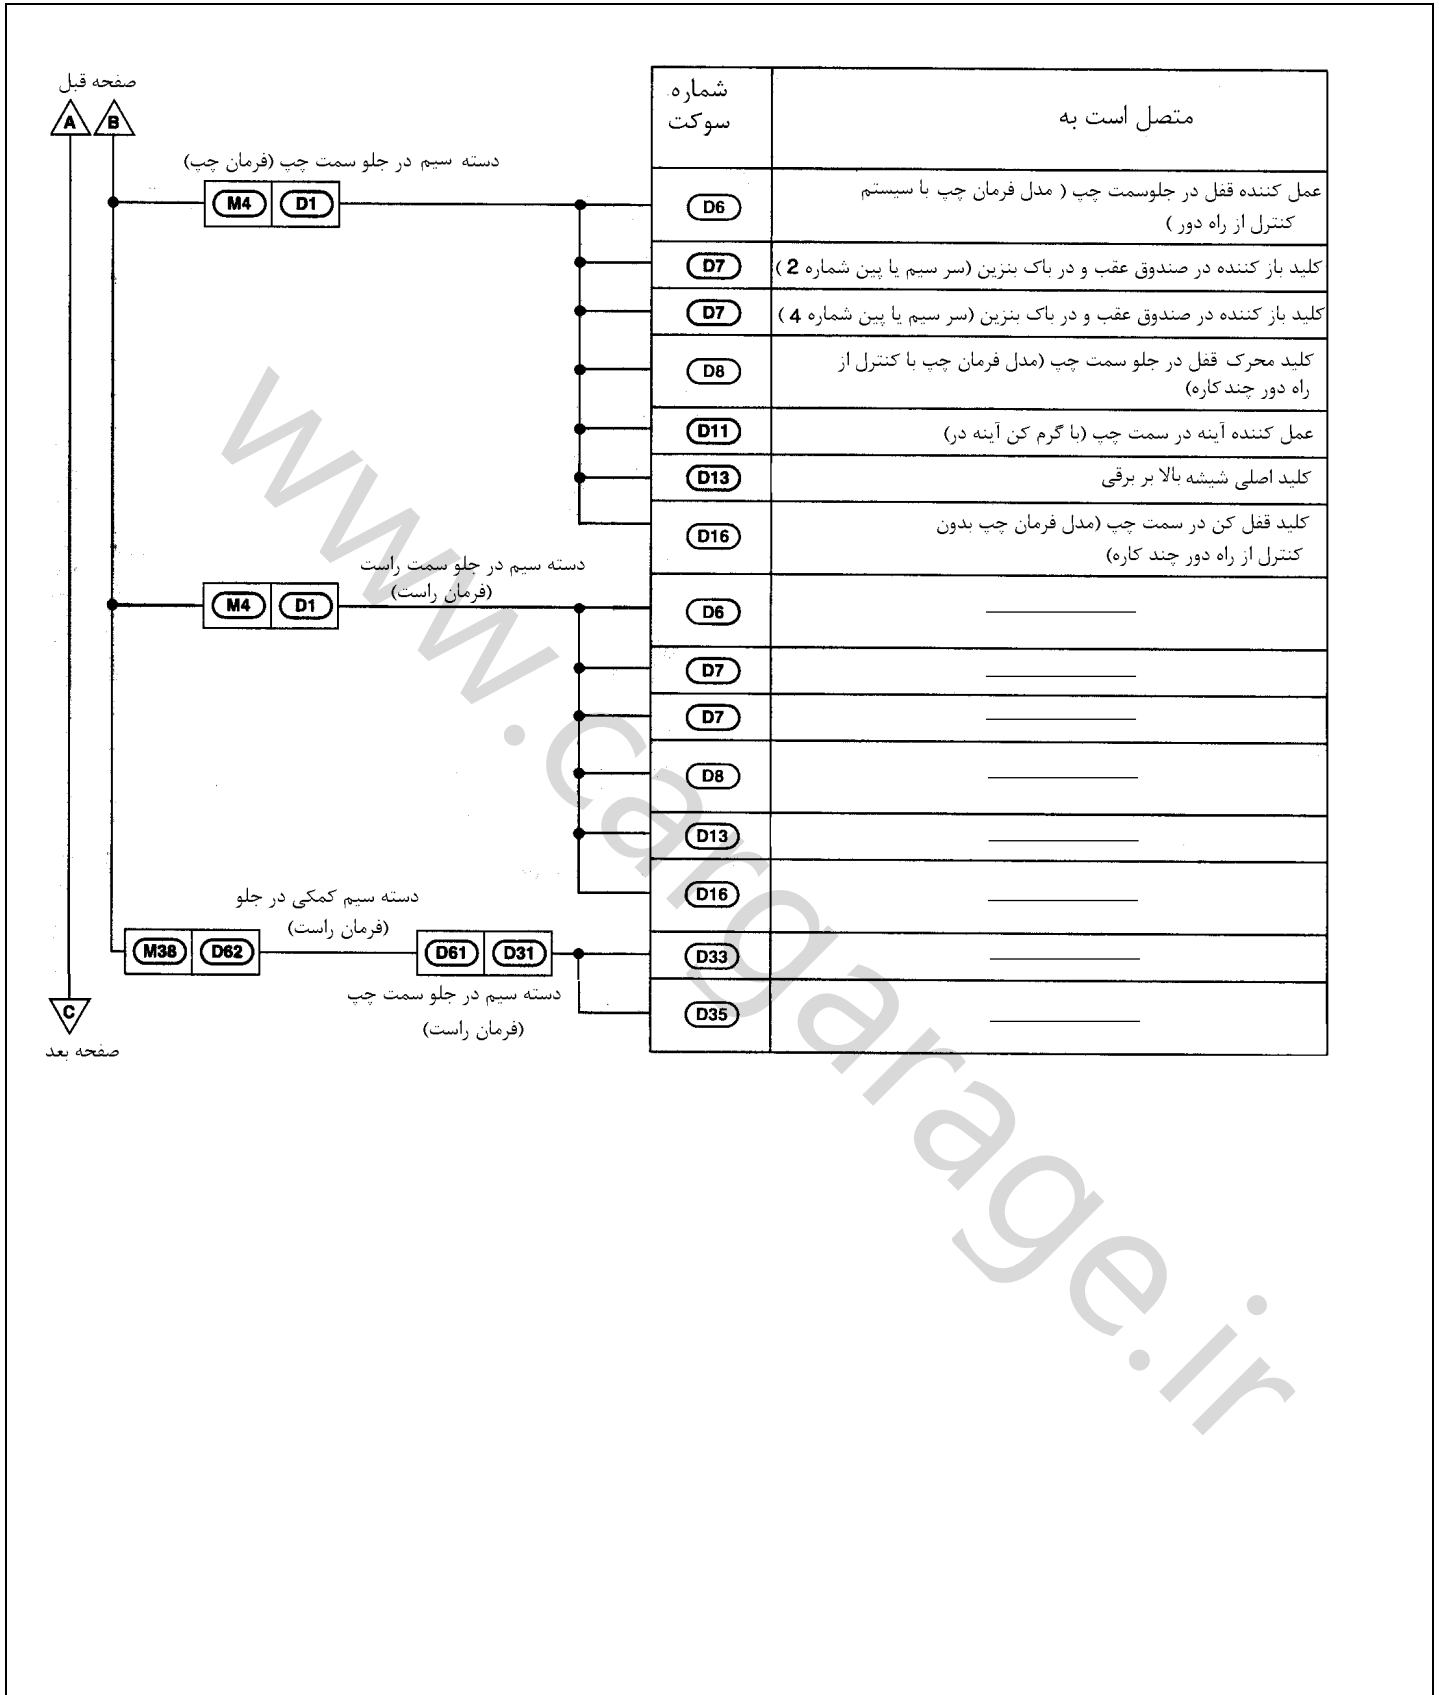 صفحه قبل
A B
شماره سوکت
متصل است به
دسته سیم در جلو سمت چپ (فرمان چپ)
M4 D1
D6
عمل کننده قفل در جلوسمت چپ ( مدل فرمان چپ با سیستم
کنترل از راه دور )
D7
کلید باز کننده در صندوق عقب و در باک بنزین (سر سیم یا پین شماره 2 )
D7
کلید باز کننده در صندوق عقب و در باک بنزین (سر سیم یا پین شماره 4 )
D8
کلید محرک قفل در جلو سمت چپ (مدل فرمان چپ با کنترل از
راه دور چند کاره)
D11
عمل کننده آینه در سمت چپ (با گرم کن آینه در)
D13
کلید اصلی شیشه بالا بر برقی
D16
کلید قفل کن در سمت چپ (مدل فرمان چپ بدون
کنترل از راه دور چند کاره)
دسته سیم در جلو سمت راست
(فرمان راست)
M4 D1
D6
D7
D7
D8
D13
D16
دسته سیم کمکی در جلو
(فرمان راست)
M38 D62
D61 D31
دسته سیم در جلو سمت چپ
(فرمان راست)
D33
D35
C
صفحه بعد
www.cargarage.ir